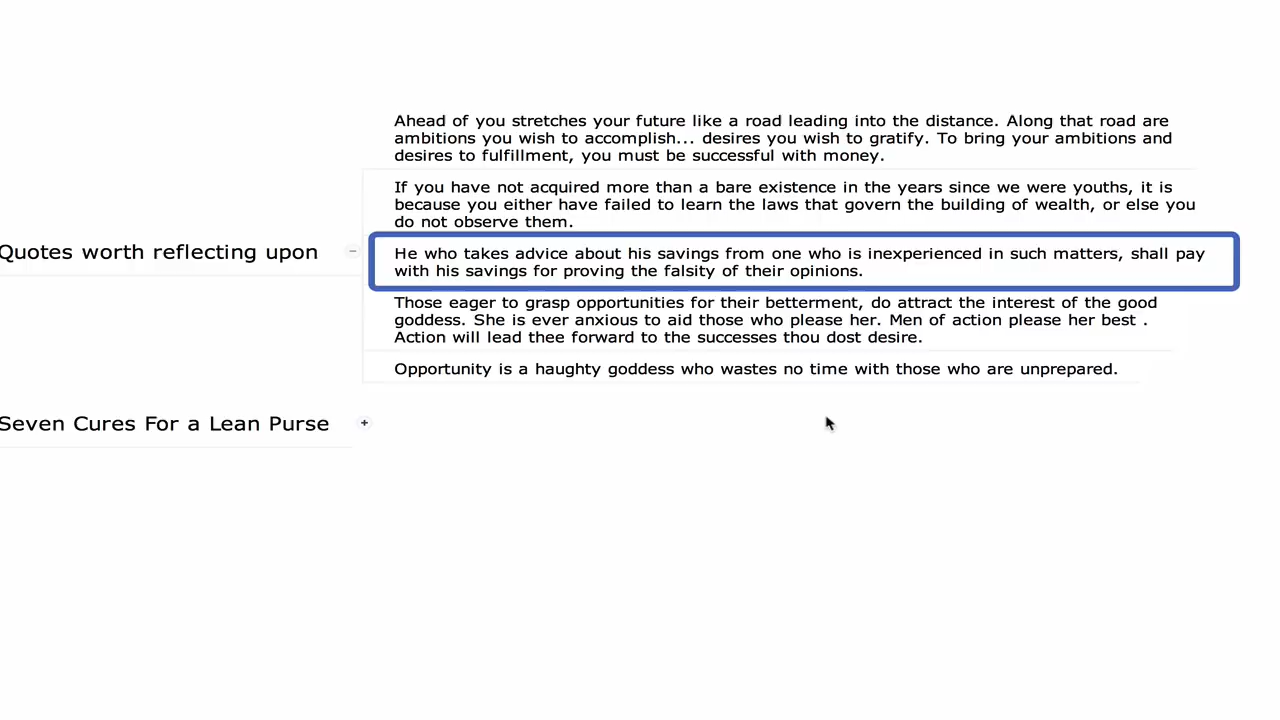 Ahead of you stretches your future like a road leading into the distance. Along that road are
ambitions you wish to accomplish... desires you wish to gratify. To bring your ambitions and
desires to fulfillment, you must be successful with money.
If you have not acquired more than a bare existence in the years since we were youths, it is
because you either have failed to learn the laws that govern the building of wealth, or else you
do not observe them.
Quotes worth reflecting upon
He who takes advice about his savings from one who is inexperienced in such matters, shall pay
with his savings for proving the falsity of their opinions.
Those eager to grasp opportunities for their betterment, do attract the interest of the good
goddess. She is ever anxious to aid those who please her. Men of action please her best .
Action will lead thee forward to the successes thou dost desire.
Opportunity is a haughty goddess who wastes no time with those who are unprepared.
Seven Cures For a Lean Purse